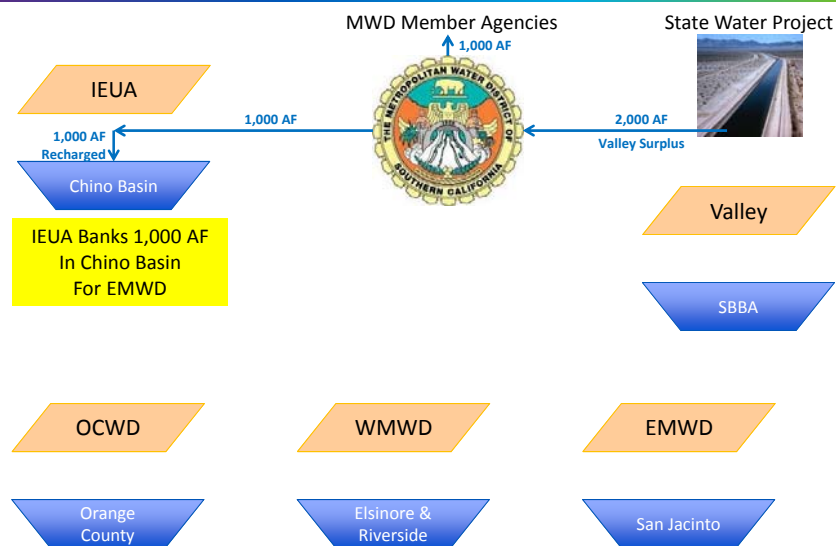 MWD Member Agencies
State Water Project
1,000 AF
IEUA
1,000 AF
2,000 AF
1,000 AF
Recharged
Valley Surplus
THE METROPOLITAN WATER DISTRICT OF
SOUTHERN CALIFORNIA
Chino Basin
Valley
IEUA Banks 1,000 AF
In Chino Basin
For EMWD
SBBA
OCWD
WMWD
EMWD
Orange
County
Elsinore &
Riverside
San Jacinto